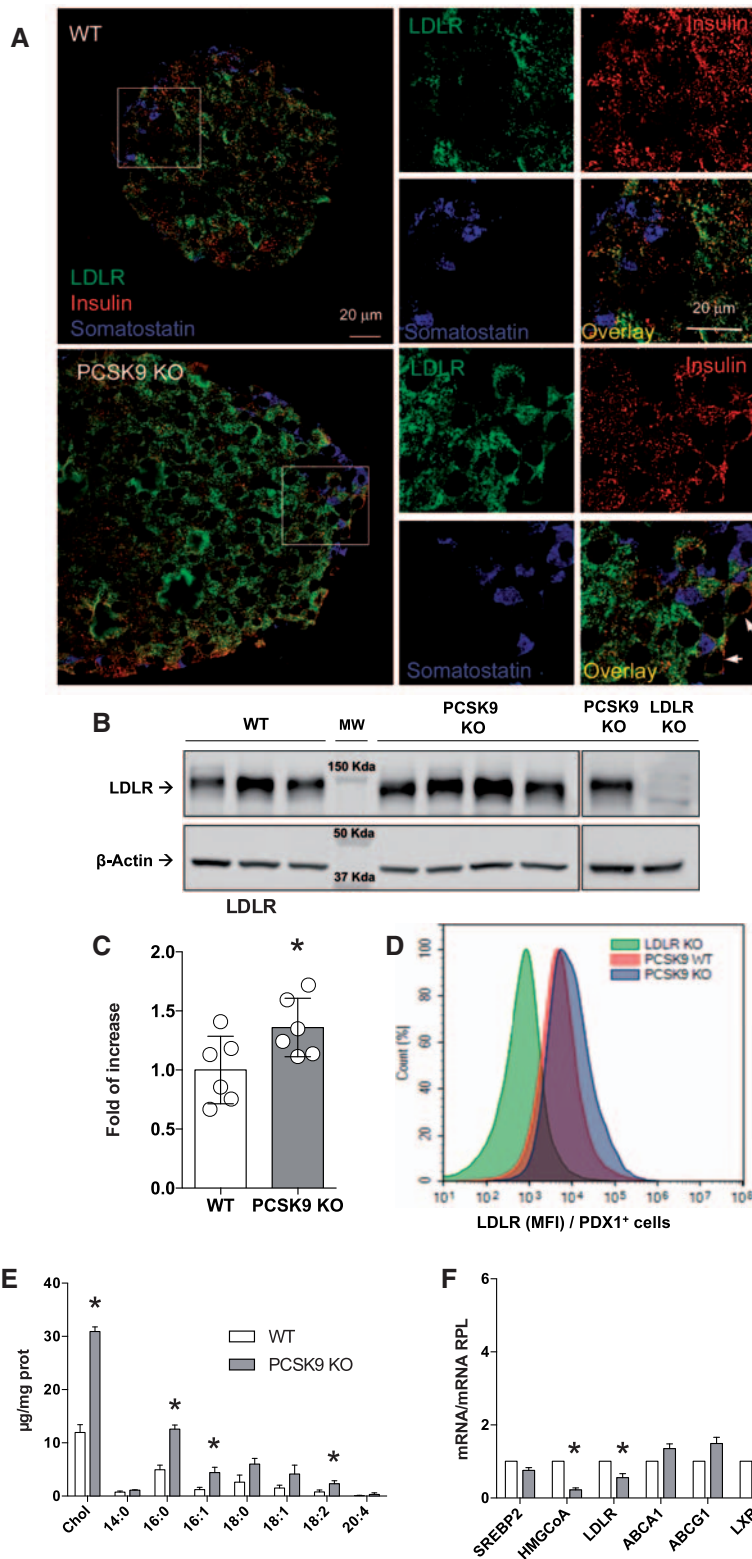 A
WT
LDLR
Insulin
Somatostatin
20 μm
LDLR
Insulin
Somatostatin
Overlay
20 μm
PCSK9 KO
LDLR
Insulin
Somatostatin
Overlay
B
WT
MW
PCSK9
KO
PCSK9
KO
LDLR
KO
LDLR →
150 Kda
β-Actin →
50 Kda
37 Kda
C
LDLR
*
Fold of increase
2.0
1.5
1.0
0.5
0.0
WT
PCSK9 KO
D
LDLR KO
PCSK9 WT
PCSK9 KO
Count [%]
100
80
60
40
20
0
10¹ 10² 10³ 10⁴ 10⁵ 10⁶ 10⁷ 10⁸
LDLR (MFI) / PDX1⁺ cells
E
µg/mg prot
40
30
20
10
0
WT
PCSK9 KO
* * * *
Chol 14:0 16:0 16:1 18:0 18:1 18:2 20:4
F
mRNA/mRNA RPL
6
4
2
0
* *
SREBP2 HMGCoA LDLR ABCA1 ABCG1